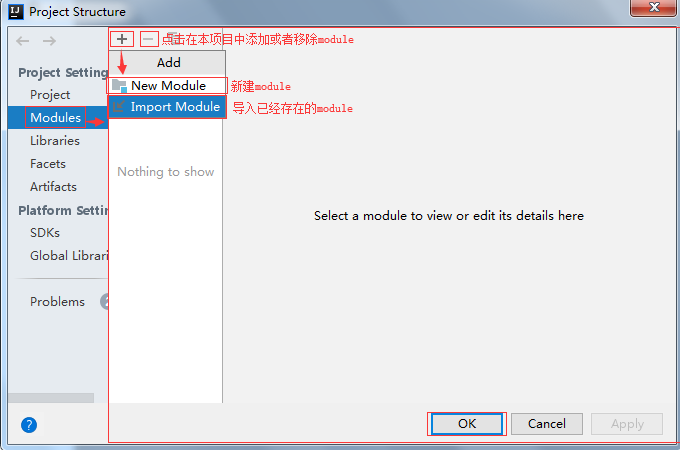 Project Structure
点击在本项目中添加或者移除module
Add
New Module
新建module
Import Module
导入已经存在的module
Nothing to show
Select a module to view or edit its details here
Project Setting
Project
Modules
Libraries
Facets
Artifacts
Platform Settin
SDKs
Global Librari
Problems
?
OK
Cancel
Apply